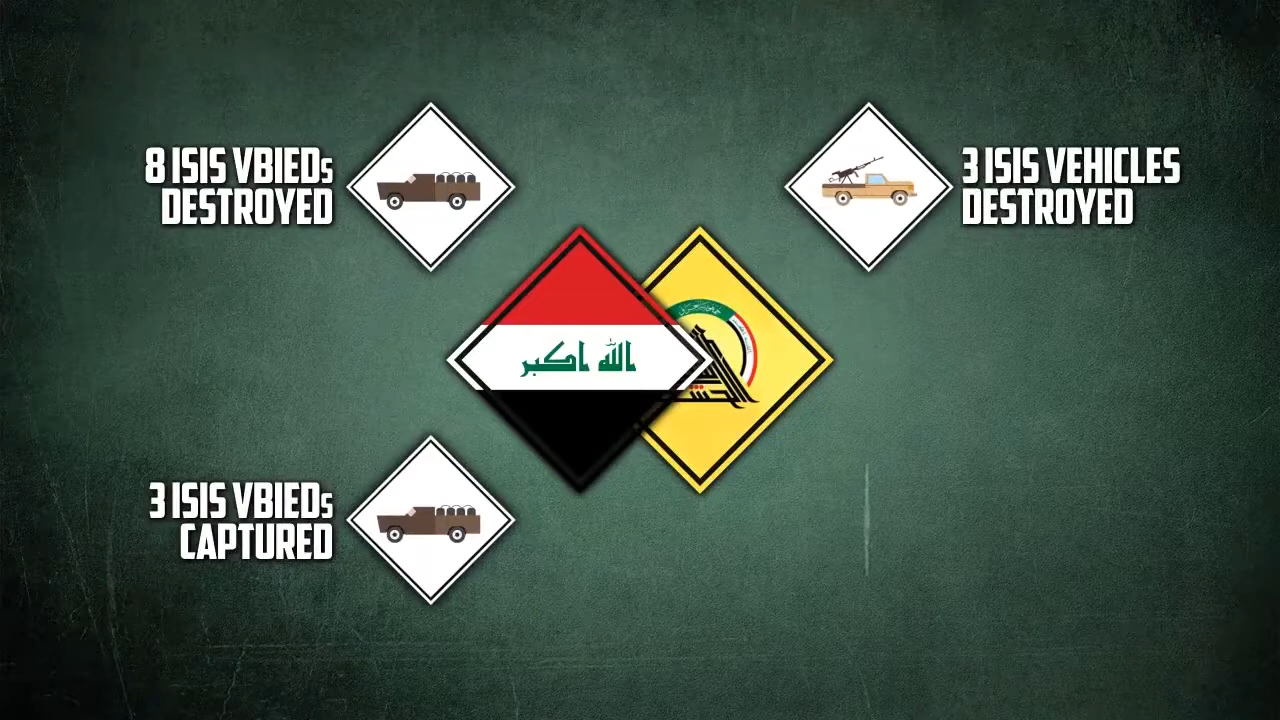 8 ISIS VBIEDs
DESTROYED
3 ISIS VEHICLES
DESTROYED
الله اكبر
3 ISIS VBIEDs
CAPTURED